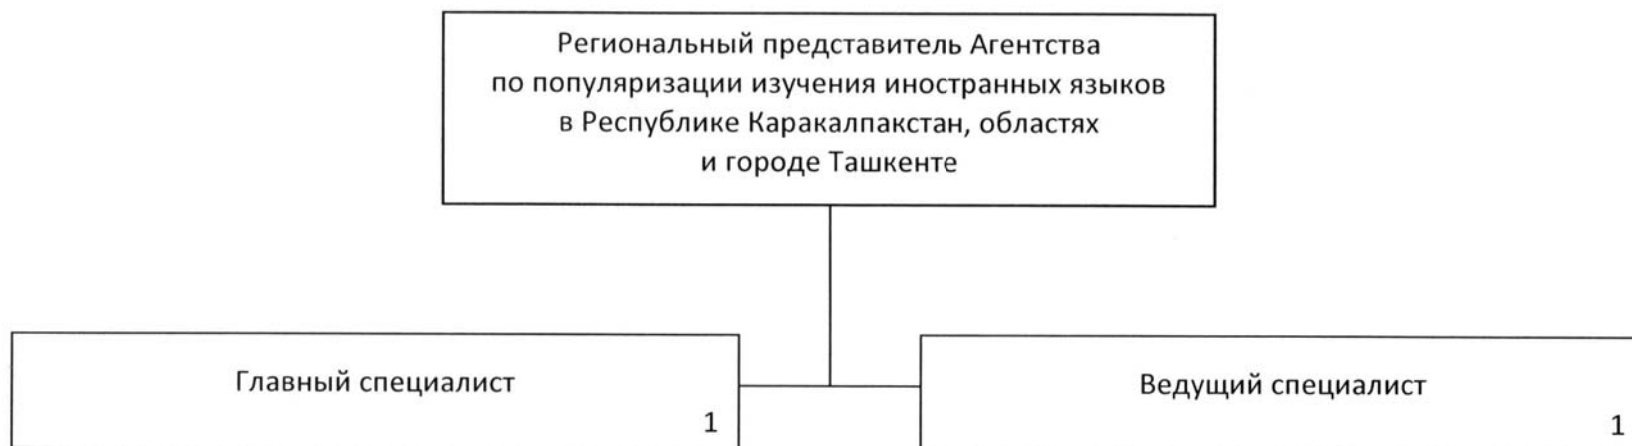 Региональный представитель Агентства
по популяризации изучения иностранных языков
в Республике Каракалпакстан, областях
и городе Ташкенте
Главный специалист
1
Ведущий специалист
1